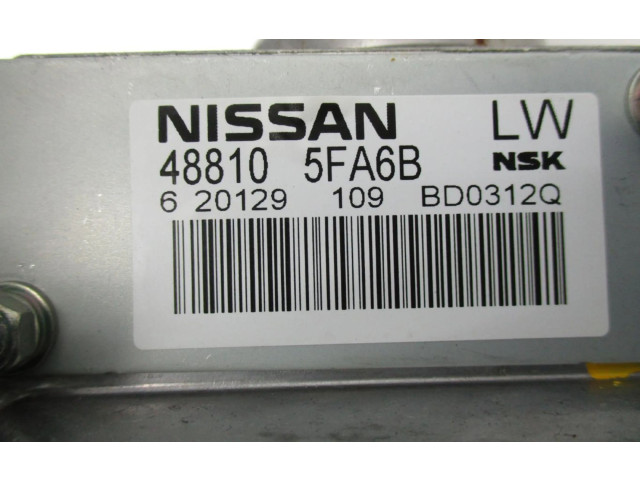 NISSAN LW
48810 5FA6B NSK
6 20129 109 BD0312Q